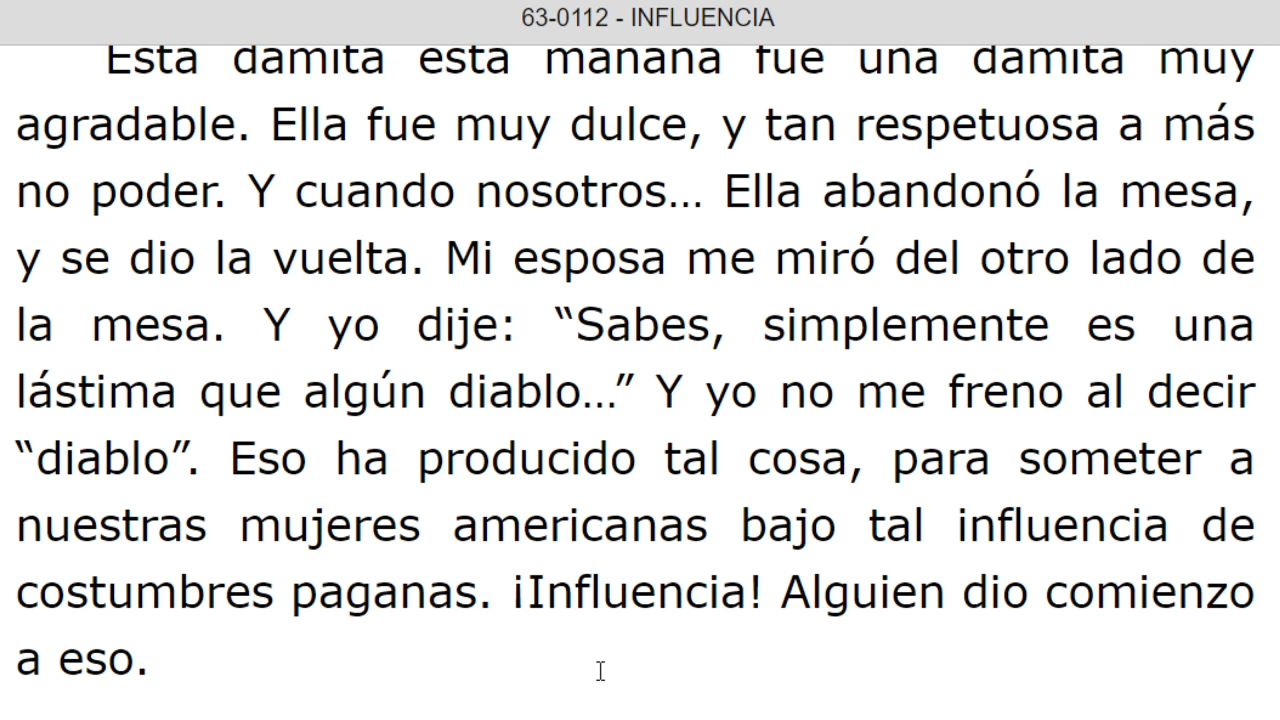 63-0112 - INFLUENCIA
Esta damita esta mañana fue una damita muy
agradable. Ella fue muy dulce, y tan respetuosa a más
no poder. Y cuando nosotros… Ella abandonó la mesa,
y se dio la vuelta. Mi esposa me miró del otro lado de
la mesa. Y yo dije: “Sabes, simplemente es una
lástima que algún diablo…” Y yo no me freno al decir
“diablo”. Eso ha producido tal cosa, para someter a
nuestras mujeres americanas bajo tal influencia de
costumbres paganas. ¡Influencia! Alguien dio comienzo
a eso.